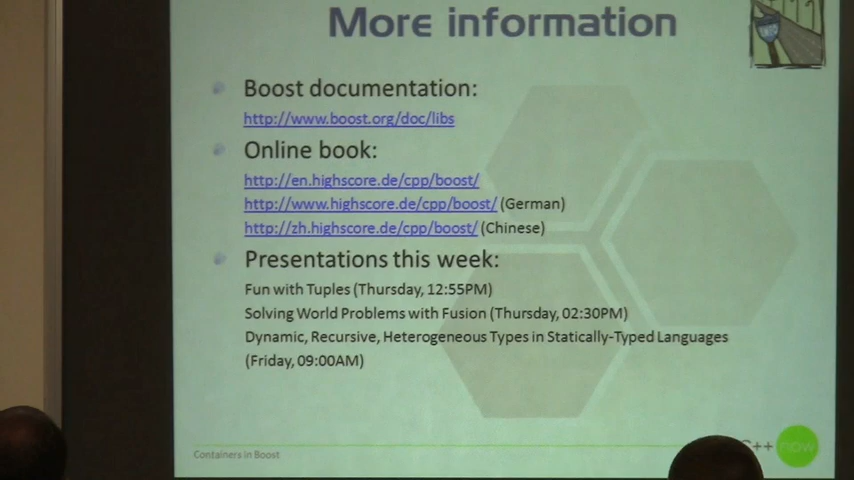 More information
Boost documentation:
http://www.boost.org/doc/libs
Online book:
http://en.highscore.de/cpp/boost/
http://www.highscore.de/cpp/boost/ (German)
http://zh.highscore.de/cpp/boost/ (Chinese)
Presentations this week:
Fun with Tuples (Thursday, 12:55PM)
Solving World Problems with Fusion (Thursday, 02:30PM)
Dynamic, Recursive, Heterogeneous Types in Statically-Typed Languages
(Friday, 09:00AM)
Containers in Boost
C++ now